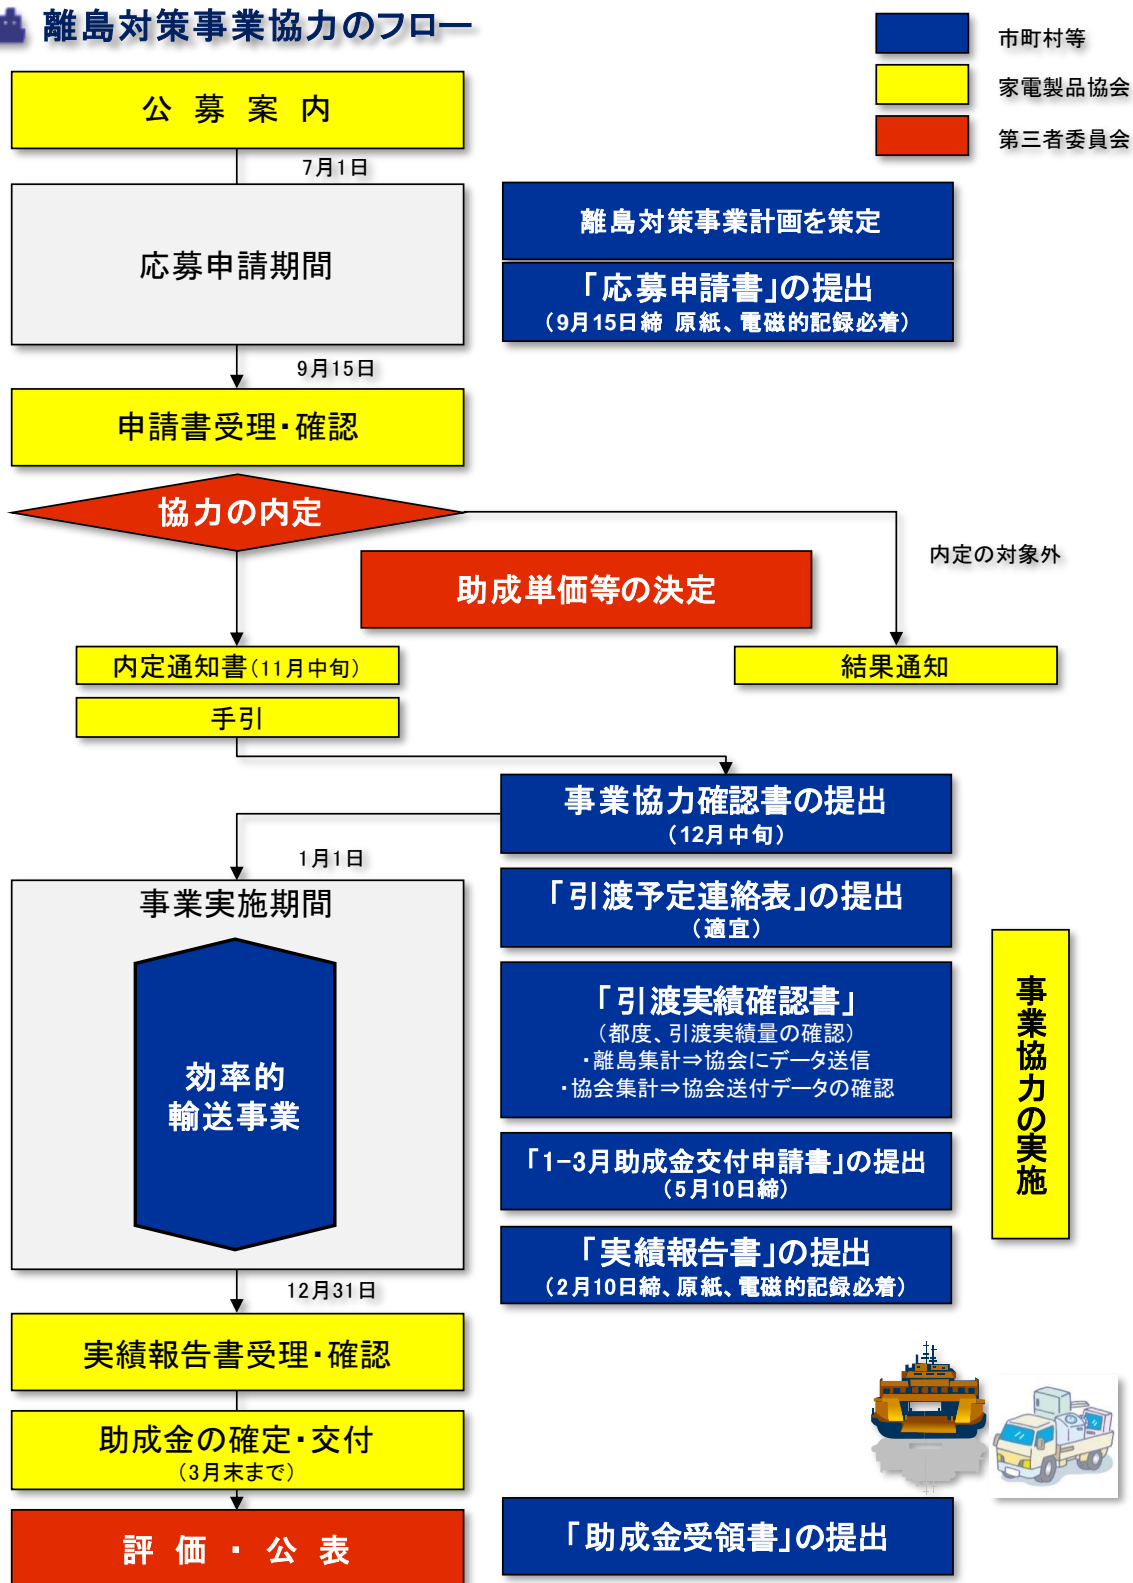 離島対策事業協力のフロー
市町村等
家電製品協会
第三者委員会
公募案内
7月1日
応募申請期間
離島対策事業計画を策定
「応募申請書」の提出
（9月15日締 原紙、電磁的記録必着）
9月15日
申請書受理・確認
協力の内定
内定の対象外
助成単価等の決定
内定通知書（11月中旬）
結果通知
手引
事業協力確認書の提出
（12月中旬）
1月1日
事業実施期間
効率的
輸送事業
「引渡予定連絡表」の提出
（適宜）
「引渡実績確認書」
（都度、引渡実績量の確認）
・離島集計⇒協会にデータ送信
・協会集計⇒協会送付データの確認
「1-3月助成金交付申請書」の提出
（5月10日締）
「実績報告書」の提出
（2月10日締、原紙、電磁的記録必着）
事業協力の実施
12月31日
実績報告書受理・確認
助成金の確定・交付
（3月末まで）
評価・公表
「助成金受領書」の提出